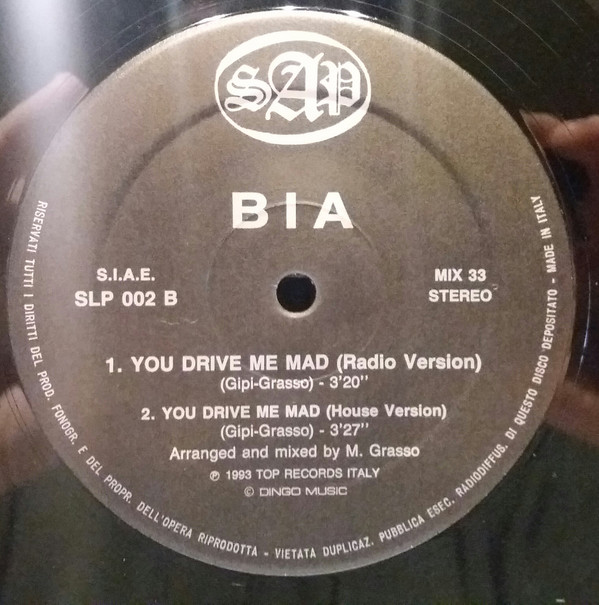 SAP
BIA
S.I.A.E.
SLP 002 B
MIX 33
STEREO
1. YOU DRIVE ME MAD (Radio Version)
(Gipi-Grasso) - 3'20''
2. YOU DRIVE ME MAD (House Version)
(Gipi-Grasso) - 3'27''
Arranged and mixed by M. Grasso
℗ 1993 TOP RECORDS ITALY
© DINGO MUSIC
RISERVATI TUTTI I DIRITTI DEL PROD. FONOGR. E DEL PROPR. DELL'OPERA RIPRODOTTA - VIETATA DUPLICAZ. PUBBLICA ESEC. RADIODIFFUS. DI QUESTO DISCO DEPOSITATO - MADE IN ITALY